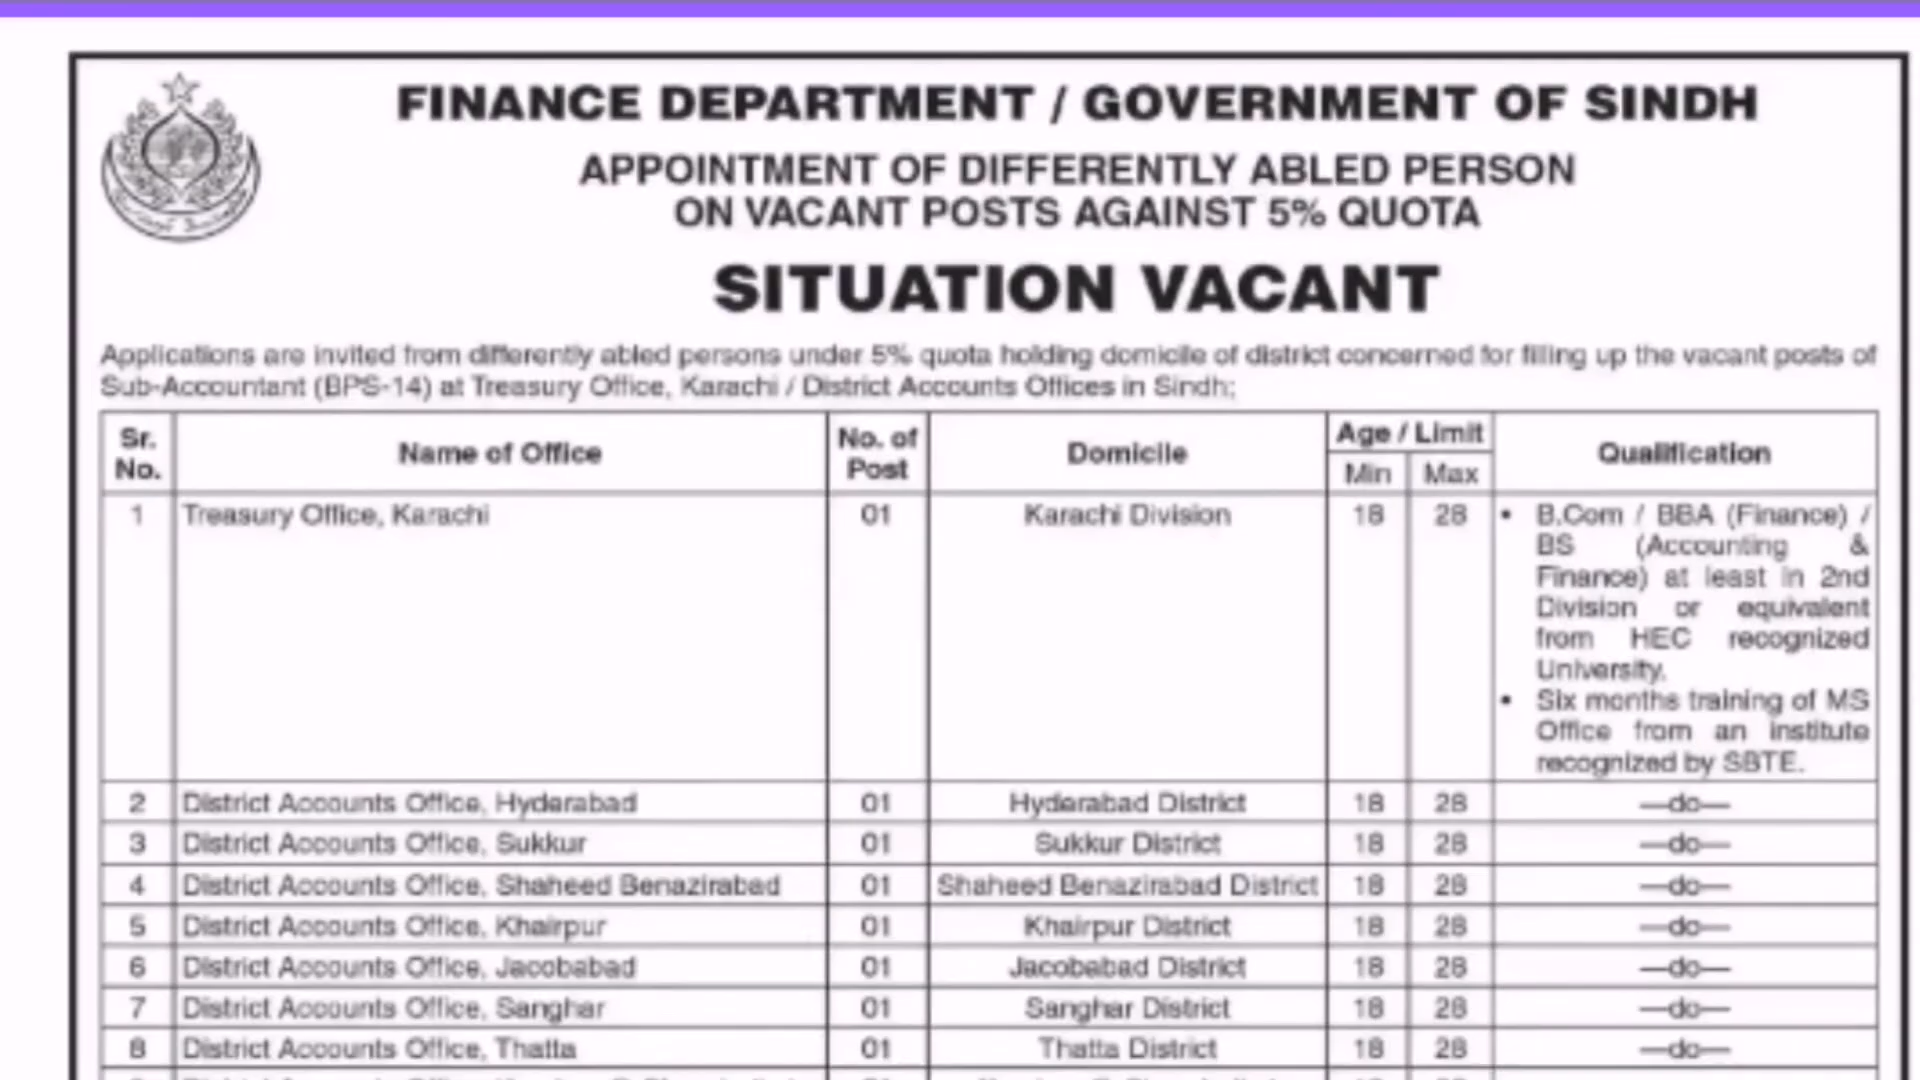 FINANCE DEPARTMENT / GOVERNMENT OF SINDH
APPOINTMENT OF DIFFERENTLY ABLED PERSON
ON VACANT POSTS AGAINST 5% QUOTA
SITUATION VACANT
Applications are invited from differently abled persons under 5% quota holding domicile of district concerned for filling up the vacant posts of
Sub-Accountant (BPS-14) at Treasury Office, Karachi / District Accounts Offices in Sindh;
Sr. No. Name of Office No. of Post Domicile Age / Limit Min Max Qualification
1 Treasury Office, Karachi 01 Karachi Division 18 28 • B.Com / BBA (Finance) /
BS (Accounting &
Finance) at least in 2nd
Division or equivalent
from HEC recognized
University.
• Six months training of MS
Office from an institute
recognized by SBTE.
2 District Accounts Office, Hyderabad 01 Hyderabad District 18 28 —do—
3 District Accounts Office, Sukkur 01 Sukkur District 18 28 —do—
4 District Accounts Office, Shaheed Benazirabad 01 Shaheed Benazirabad District 18 28 —do—
5 District Accounts Office, Khairpur 01 Khairpur District 18 28 —do—
6 District Accounts Office, Jacobabad 01 Jacobabad District 18 28 —do—
7 District Accounts Office, Sanghar 01 Sanghar District 18 28 —do—
8 District Accounts Office, Thatta 01 Thatta District 18 28 —do—